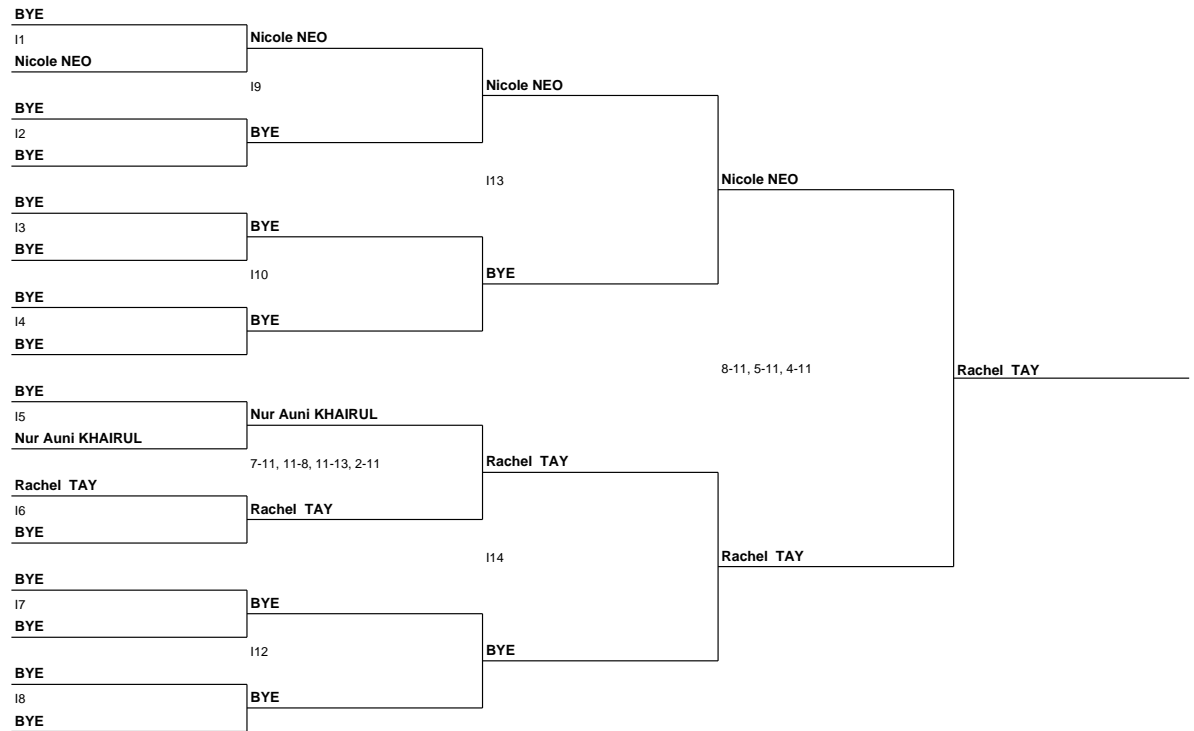 BYE
I1
Nicole NEO
Nicole NEO
I9
BYE
I2
BYE
BYE
Nicole NEO
I13
BYE
I3
BYE
BYE
I10
BYE
I4
BYE
BYE
BYE
Nicole NEO
8-11, 5-11, 4-11
BYE
I5
Nur Auni KHAIRUL
Nur Auni KHAIRUL
7-11, 11-8, 11-13, 2-11
Rachel TAY
I6
BYE
Rachel TAY
Rachel TAY
I14
BYE
I7
BYE
BYE
I12
BYE
I8
BYE
BYE
BYE
Rachel TAY
Rachel TAY